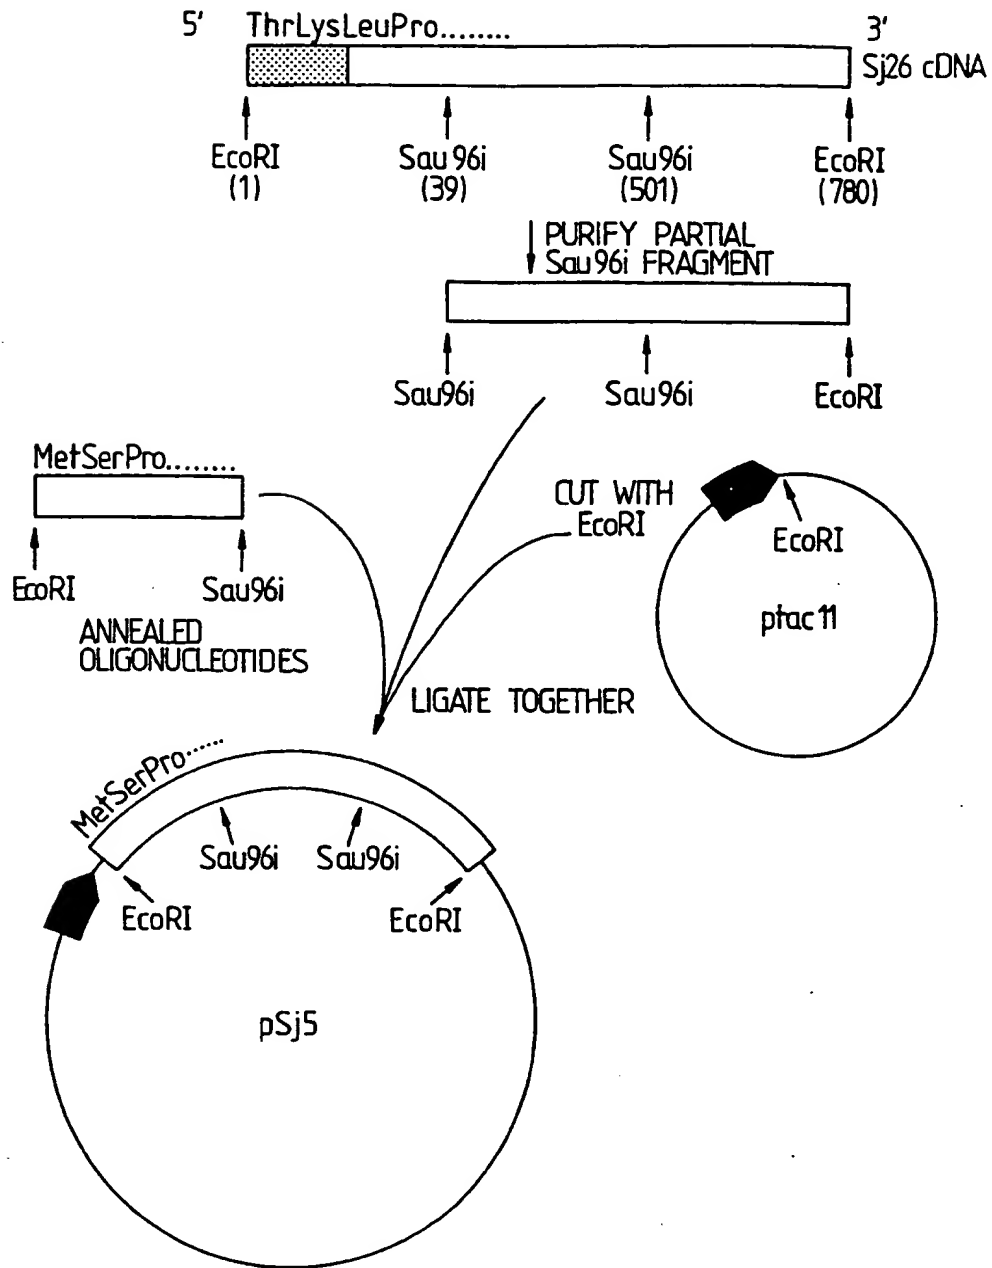 5' ThrLysLeuPro........ 3'
Sj26 cDNA
EcoRI Sau96i Sau96i EcoRI
(1) (39) (501) (780)
PURIFY PARTIAL
Sau96i FRAGMENT
Sau96i Sau96i EcoRI
MetSerPro........
CUT WITH
EcoRI
EcoRI
EcoRI Sau96i
ptac11
ANNEALED
OLIGONUCLEOTIDES
LIGATE TOGETHER
MetSerPro......
Sau96i Sau96i
EcoRI EcoRI
pSj5